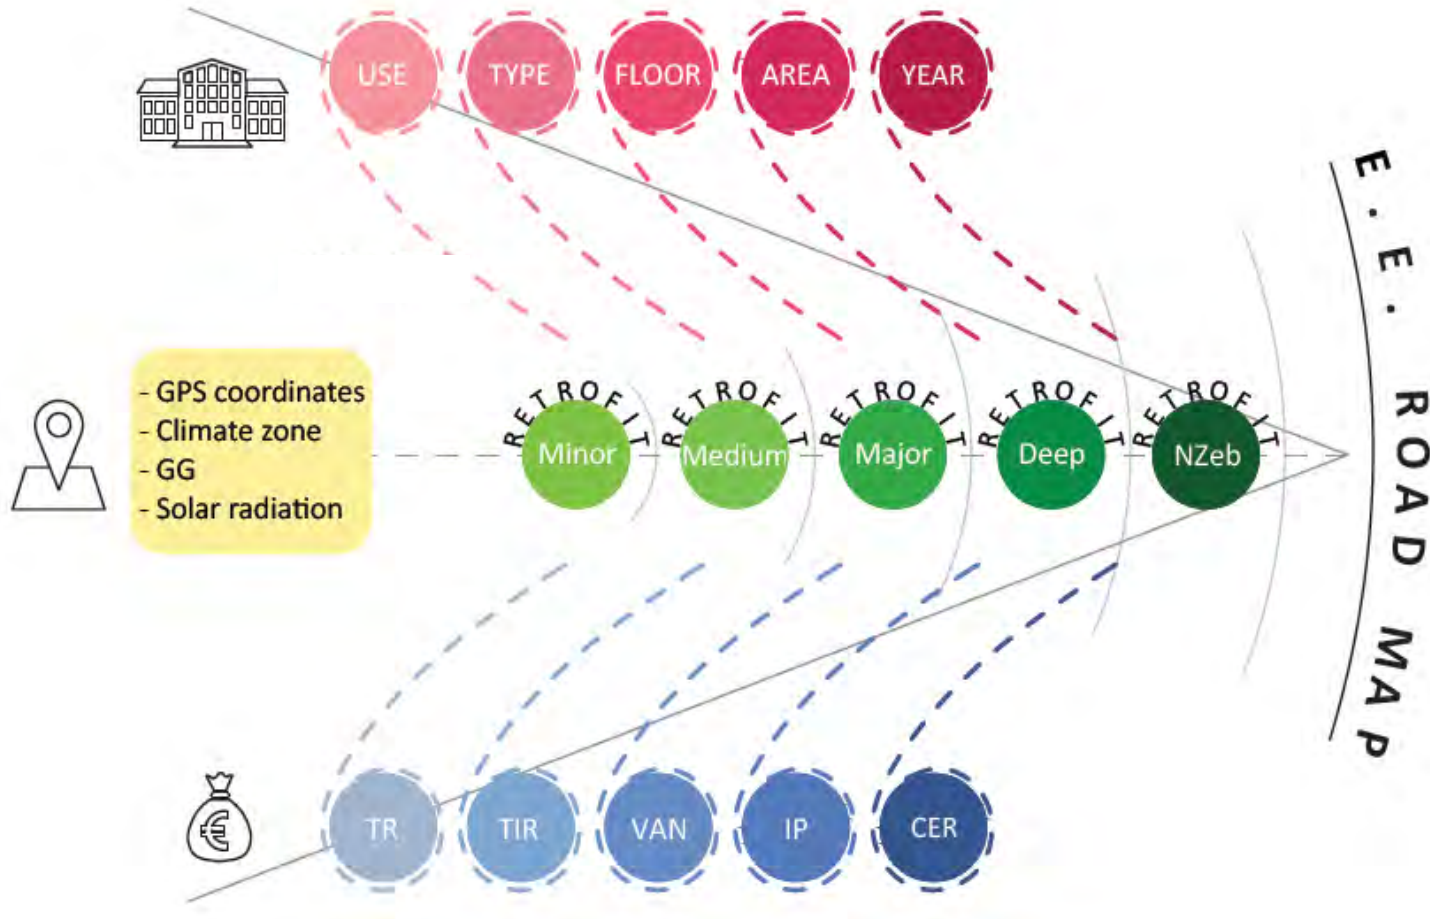 USE
TYPE
FLOOR
AREA
YEAR
- GPS coordinates
- Climate zone
- GG
- Solar radiation
RETROFIT
Minor
RETROFIT
Medium
RETROFIT
Major
RETROFIT
Deep
RETROFIT
NZeb
E.E. ROAD MAP
€
TR
TIR
VAN
IP
CER